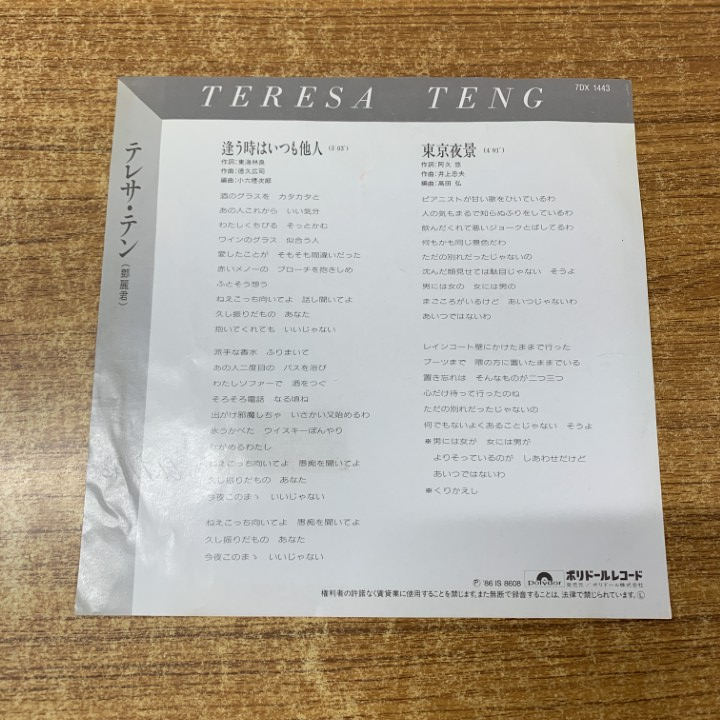 TERESA TENG
7DX 1443
テレサ・テン
(鄧麗君)
逢う時はいつも他人
作詞：東海林良
作曲：徳久広司
編曲：小六禮次郎
酒のグラスを カタカタと
あの人これから いい気分
わたしくちびる そっとかむ
ワインのグラス 似合う人
愛したことが そもそも間違いだった
赤いメノーの ブローチを抱きしめ
ふとそう想う
ねえこっち向いてよ 話し聞いてよ
久し振りだもの あなた
抱いてくれても いいじゃない
派手な香水 ふりまいて
あの人二度目の バスを浴び
わたしソファーで 酒をつぐ
そろそろ電話 なる頃ね
出がけ邪魔しちゃ いさかい又始めるわ
氷うかべた ウイスキーぼんやり
ながめるわたし
ねえこっち向いてよ 愚痴を聞いてよ
久し振りだもの あなた
今夜このまゝ いいじゃない
ねえこっち向いてよ 愚痴を聞いてよ
久し振りだもの あなた
今夜このまゝ いいじゃない
東京夜景
作詞：阿久 悠
作曲：井上忠夫
編曲：高田 弘
ピアニストが甘い歌をひいているわ
人の気もまるで知らぬふりをしているわ
飲んだくれて悪いジョークとばしてるわ
何もかも同じ景色だわ
ただの別れだったじゃないの
沈んだ顔見せては駄目じゃない そうよ
男には女の 女には男の
まごころがいるけど あいつじゃないわ
あいつではないわ
レインコート壁にかけたままで行った
ブーツまで 隅の方に置いたままでいる
置き忘れは そんなものが二つ三つ
心だけ持って行ったのね
ただの別れだったじゃないの
何でもないよくあることじゃない そうよ
※男には女が 女には男が
よりそっているのが しあわせだけど
あいつではないわ
※くりかえし
Ⓟ '86 IS 8608
polydor
ポリドールレコード
発売元／ポリドール株式会社
権利者の許諾なく賃貸業に使用することを禁じます。また無断で録音することは、法律で禁じられています。Ⓛ